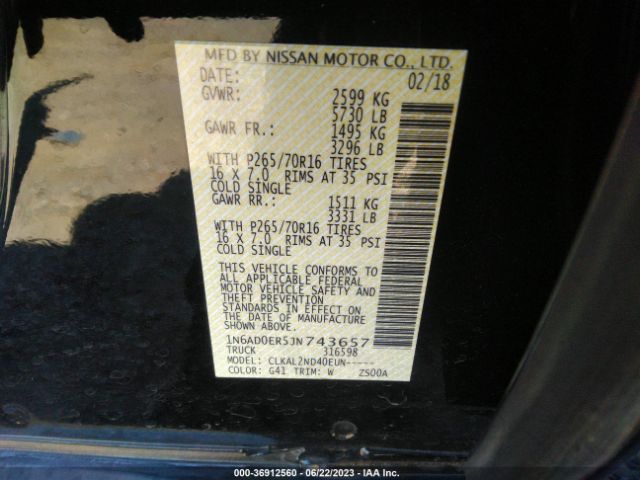 MFD BY NISSAN MOTOR CO., LTD.
DATE: 02/18
GVWR: 2599 KG
5730 LB
GAWR FR.: 1495 KG
3296 LB
WITH P265/70R16 TIRES
16 X 7.0 RIMS AT 35 PSI
COLD SINGLE
GAWR RR.: 1511 KG
3331 LB
WITH P265/70R16 TIRES
16 X 7.0 RIMS AT 35 PSI
COLD SINGLE
THIS VEHICLE CONFORMS TO
ALL APPLICABLE FEDERAL
MOTOR VEHICLE SAFETY AND
THEFT PREVENTION
STANDARDS IN EFFECT ON
THE DATE OF MANUFACTURE
SHOWN ABOVE.
1N6AD0ER5JN743657
TRUCK 316598
MODEL: CLKAL2ND40EUN-----
COLOR: G41 TRIM: W ZS00A
000-36912560 - 06/22/2023 - IAA Inc.